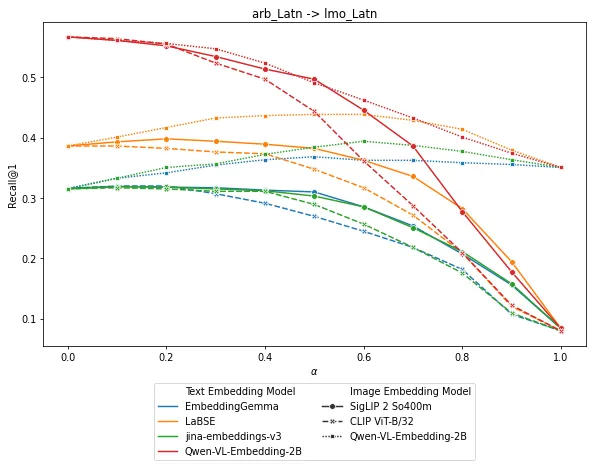 arb_Latn -> lmo_Latn
Recall@1
0.5
0.4
0.3
0.2
0.1
0.0 0.2 0.4 0.6 0.8 1.0
α
Text Embedding Model Image Embedding Model
EmbeddingGemma SigLIP 2 So400m
LaBSE CLIP ViT-B/32
jina-embeddings-v3 Qwen-VL-Embedding-2B
Qwen-VL-Embedding-2B